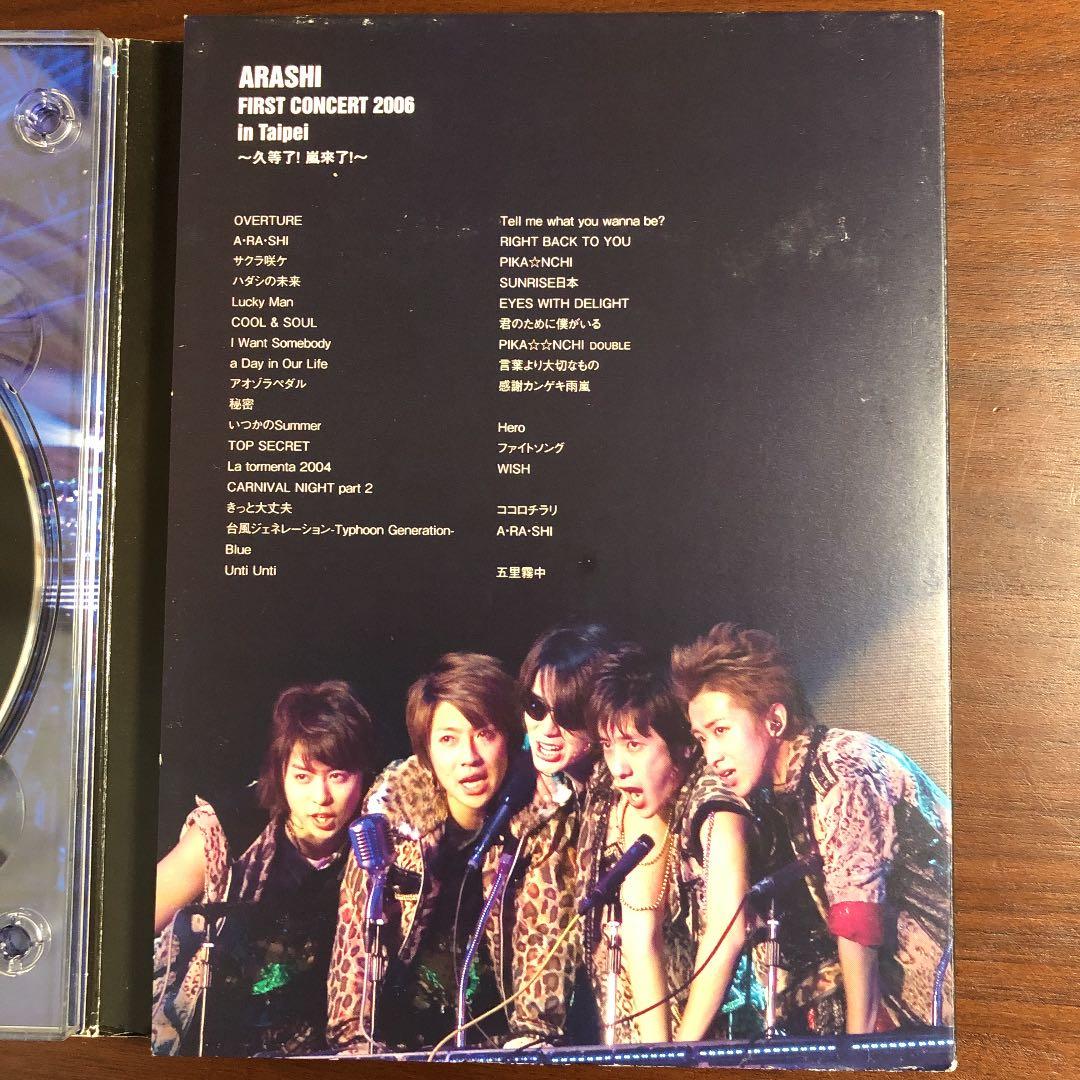 ARASHI
FIRST CONCERT 2006
in Taipei
～久等了! 嵐来了!～
OVERTURE
A・RA・SHI
サクラ咲ケ
ハダシの未来
Lucky Man
COOL & SOUL
I Want Somebody
a Day in Our Life
アオゾラペダル
秘密
いつかのSummer
TOP SECRET
La tormenta 2004
CARNIVAL NIGHT part 2
きっと大丈夫
台風ジェネレーション-Typhoon Generation-
Blue
Unti Unti
Tell me what you wanna be?
RIGHT BACK TO YOU
PIKA☆NCHI
SUNRISE日本
EYES WITH DELIGHT
君のために僕がいる
PIKA☆☆NCHI DOUBLE
言葉より大切なもの
感謝カンゲキ雨嵐
Hero
ファイトソング
WISH
ココロチラリ
A・RA・SHI
五里霧中